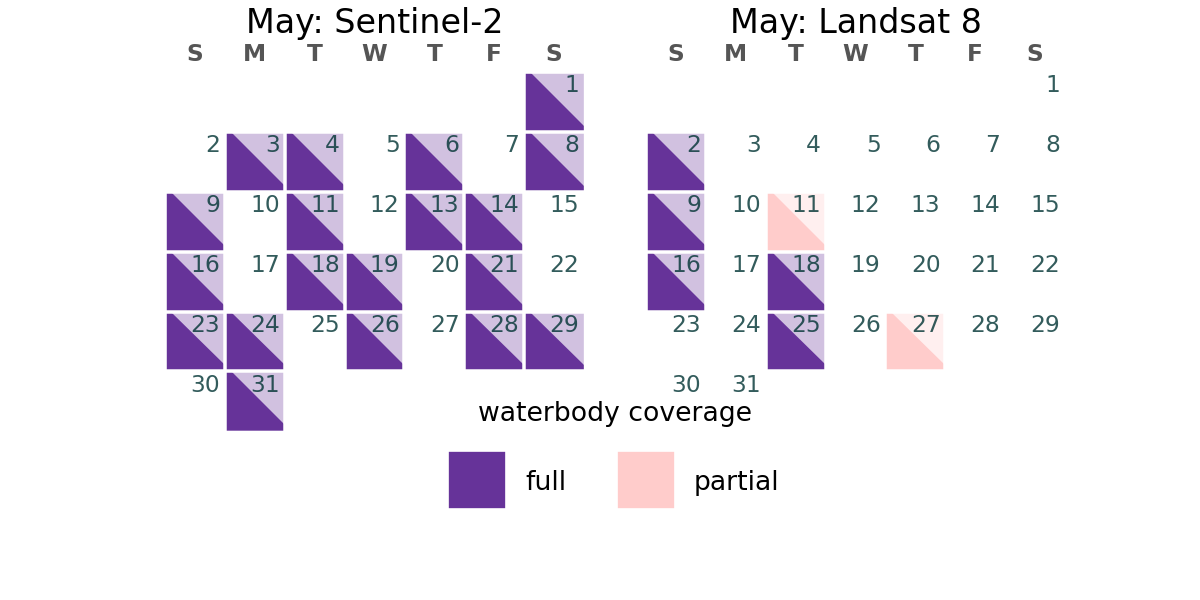 May: Sentinel-2
S M T W T F S
1
2 3 4 5 6 7 8
9 10 11 12 13 14 15
16 17 18 19 20 21 22
23 24 25 26 27 28 29
30 31
May: Landsat 8
S M T W T F S
1
2 3 4 5 6 7 8
9 10 11 12 13 14 15
16 17 18 19 20 21 22
23 24 25 26 27 28 29
30 31
waterbody coverage
full partial